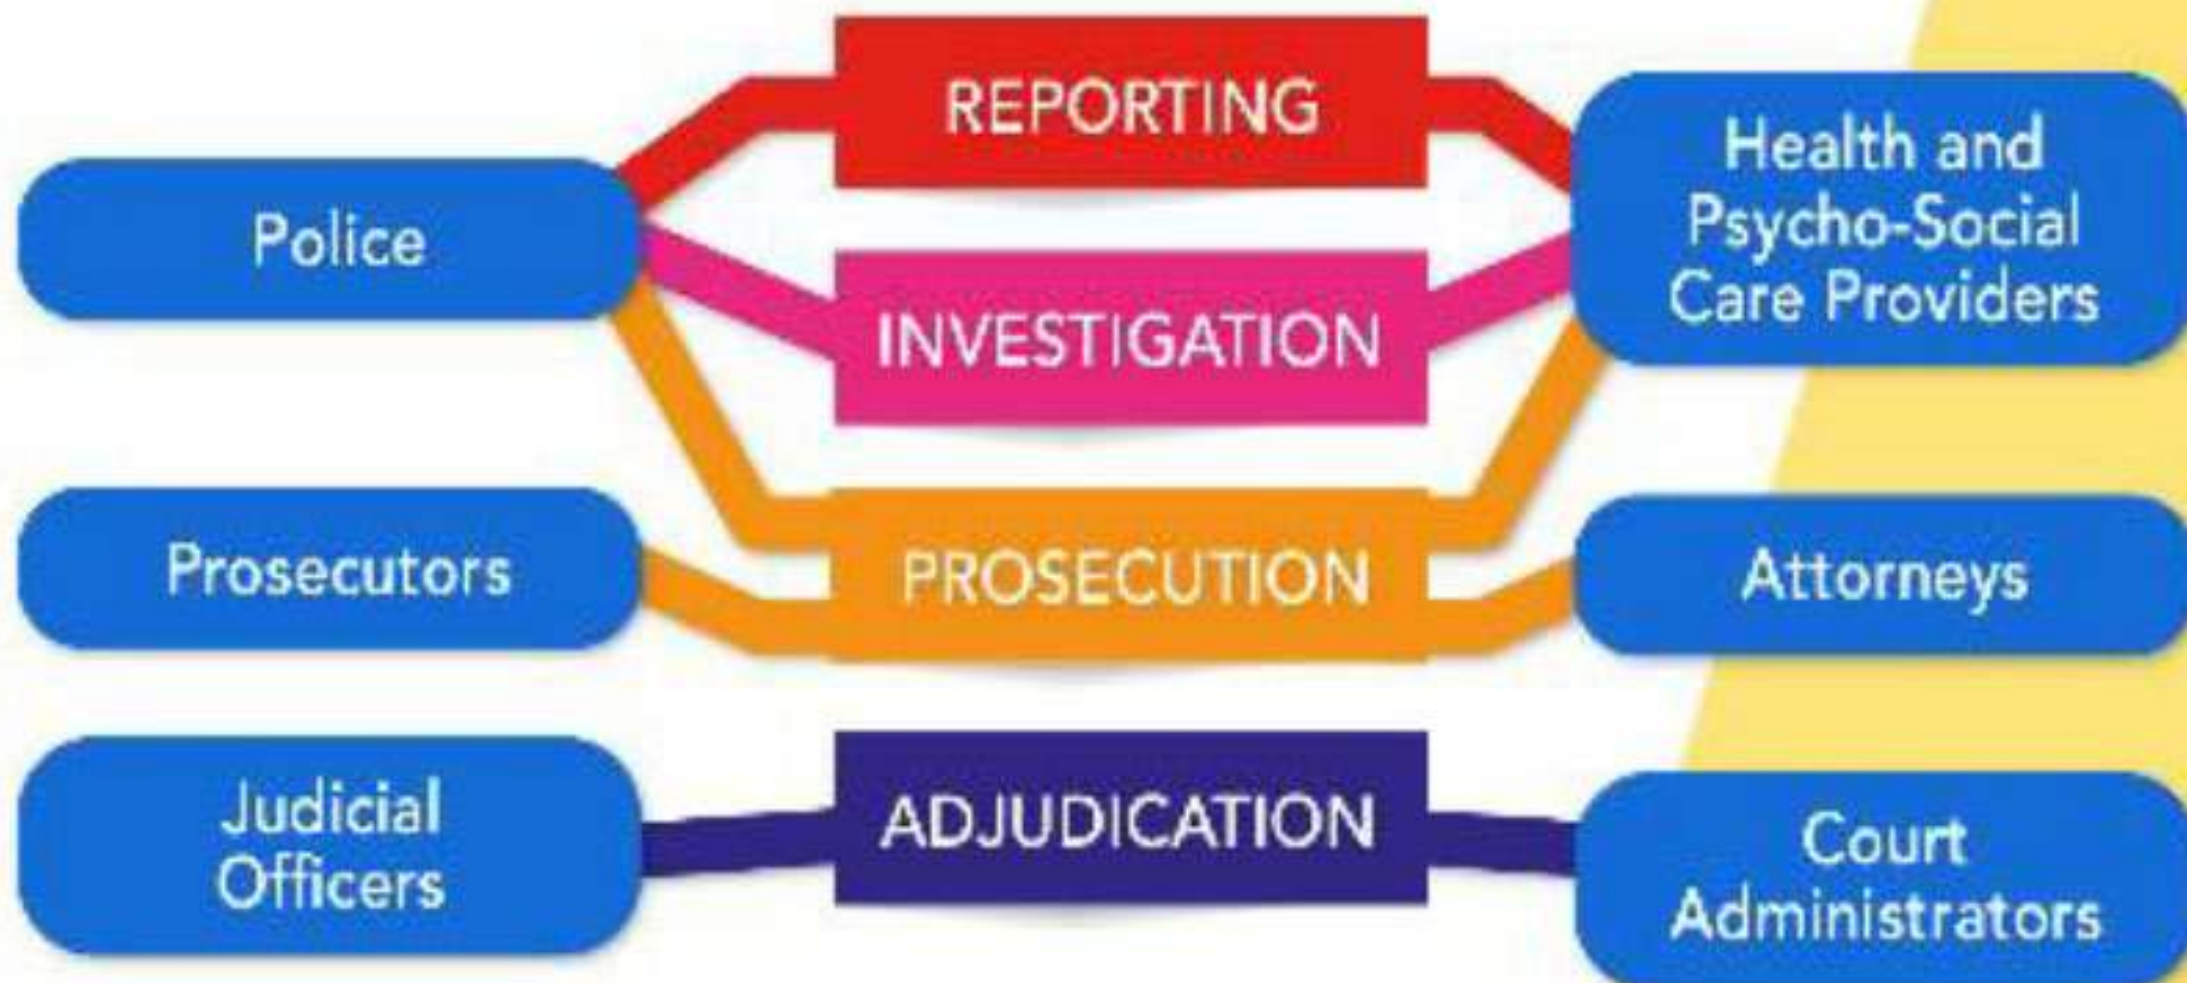 REPORTING
Health and
Psycho-Social
Care Providers
Police
INVESTIGATION
Prosecutors
PROSECUTION
Attorneys
Judicial
Officers
ADJUDICATION
Court
Administrators